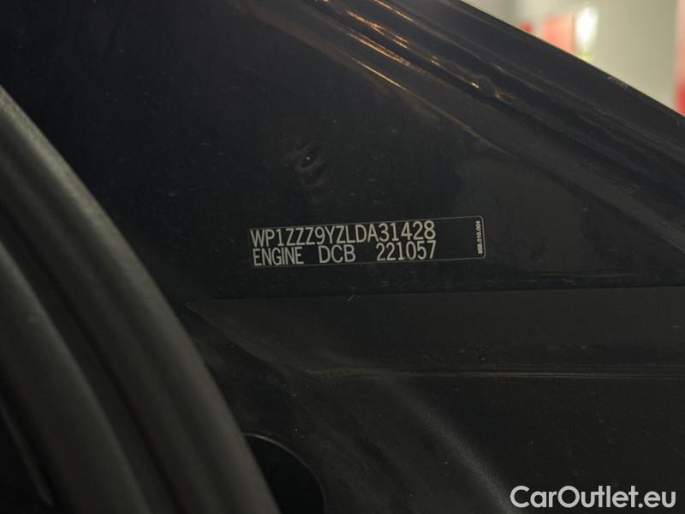 WP1ZZZ9YZLDA31428
ENGINE DCB 221057
CarOutlet.eu